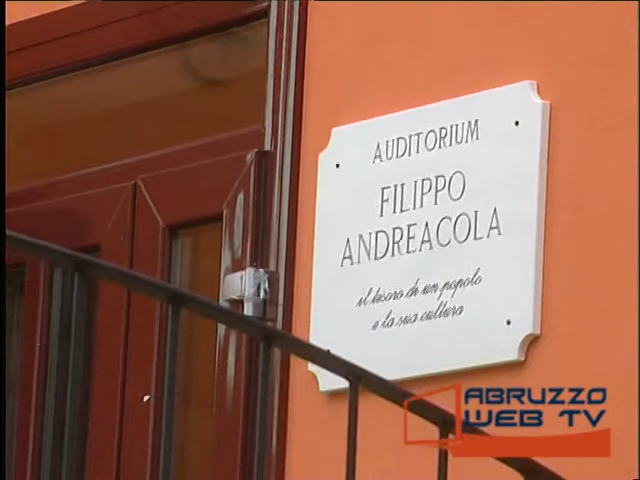 AUDITORIUM
FILIPPO
ANDREACOLA
il tesoro di un popolo
e la sua cultura
ABRUZZO
WEB TV